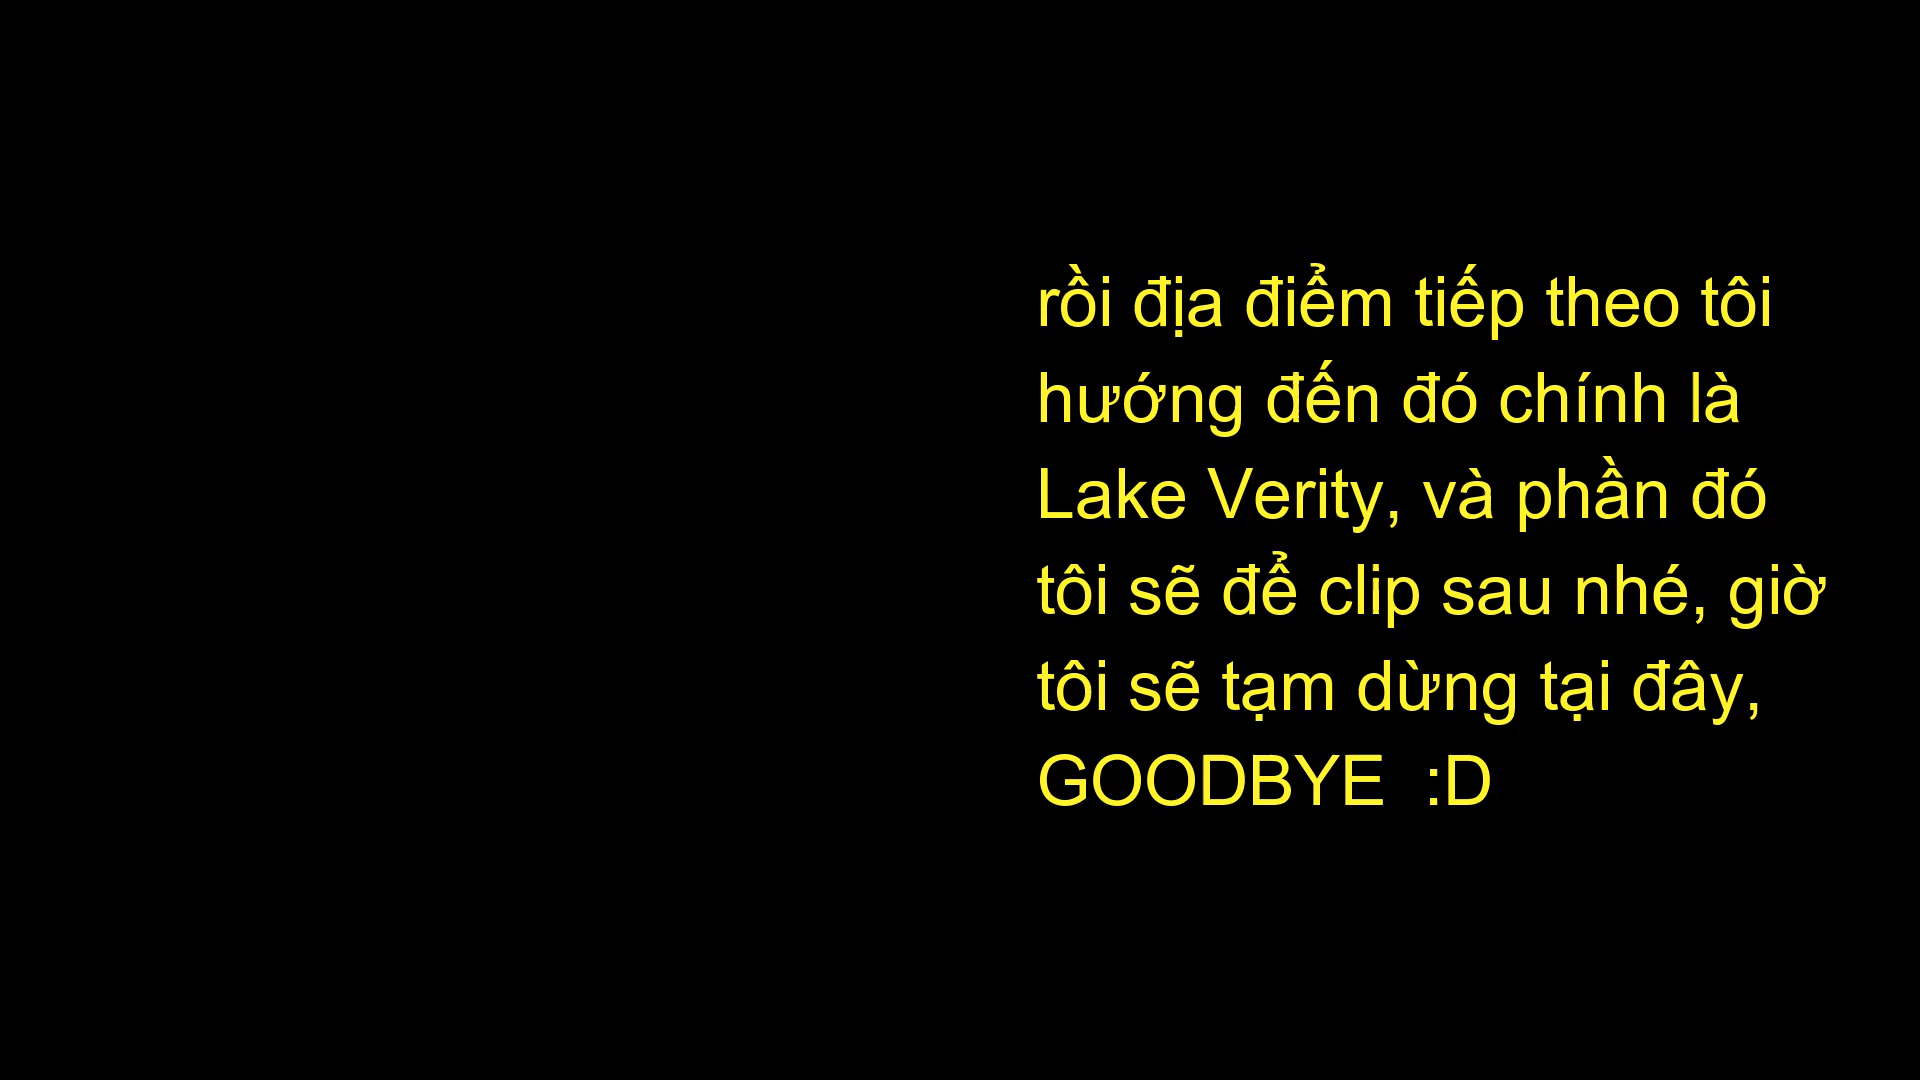 rồi địa điểm tiếp theo tôi
hướng đến đó chính là
Lake Verity, và phần đó
tôi sẽ để clip sau nhé, giờ
tôi sẽ tạm dừng tại đây,
GOODBYE  :D